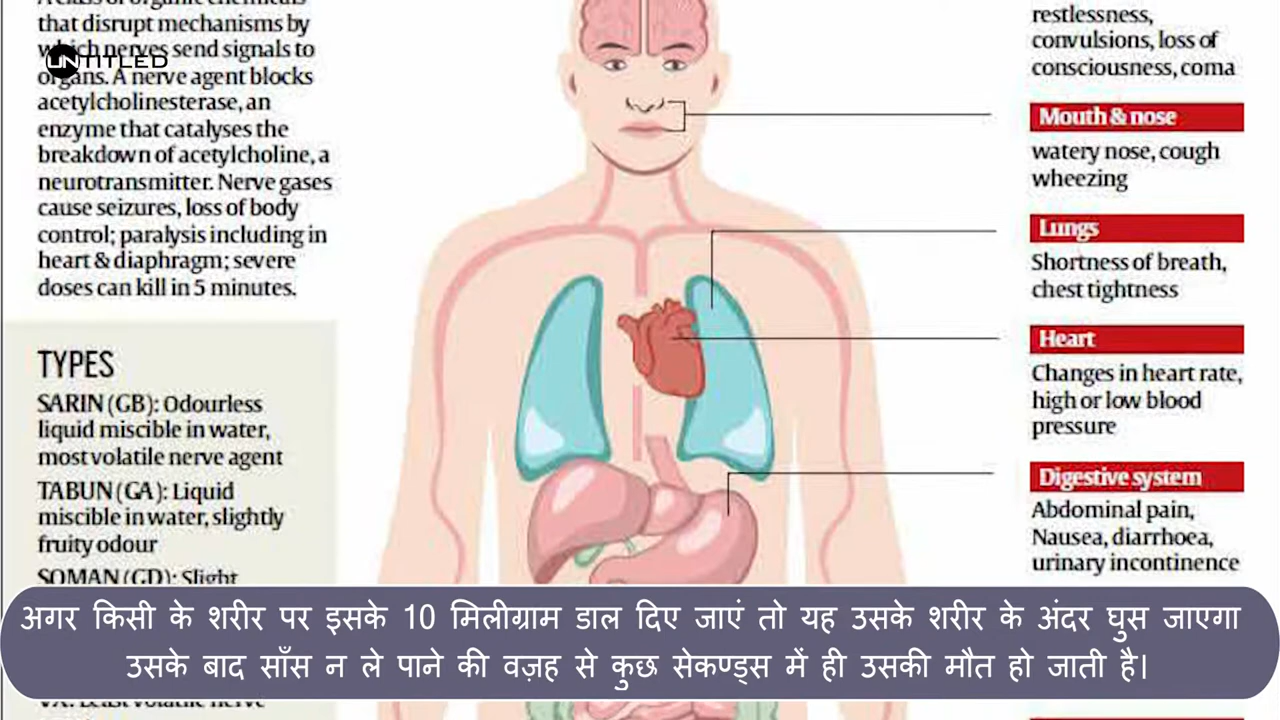 that disrupt mechanisms by
which nerves send signals to
UNTITLED
organs. A nerve agent blocks
acetylcholinesterase, an
enzyme that catalyses the
breakdown of acetylcholine, a
neurotransmitter. Nerve gases
cause seizures, loss of body
control; paralysis including in
heart & diaphragm; severe
doses can kill in 5 minutes.
TYPES
SARIN (GB): Odourless
liquid miscible in water,
most volatile nerve agent
TABUN (GA): Liquid
miscible in water, slightly
fruity odour
SOMAN (GD): Slight
restlessness,
convulsions, loss of
consciousness, coma
Mouth & nose
watery nose, cough
wheezing
Lungs
Shortness of breath,
chest tightness
Heart
Changes in heart rate,
high or low blood
pressure
Digestive system
Abdominal pain,
Nausea, diarrhoea,
urinary incontinence
अगर किसी के शरीर पर इसके 10 मिलीग्राम डाल दिए जाएं तो यह उसके शरीर के अंदर घुस जाएगा
उसके बाद साँस न ले पाने की वज़ह से कुछ सेकण्ड्स में ही उसकी मौत हो जाती है।